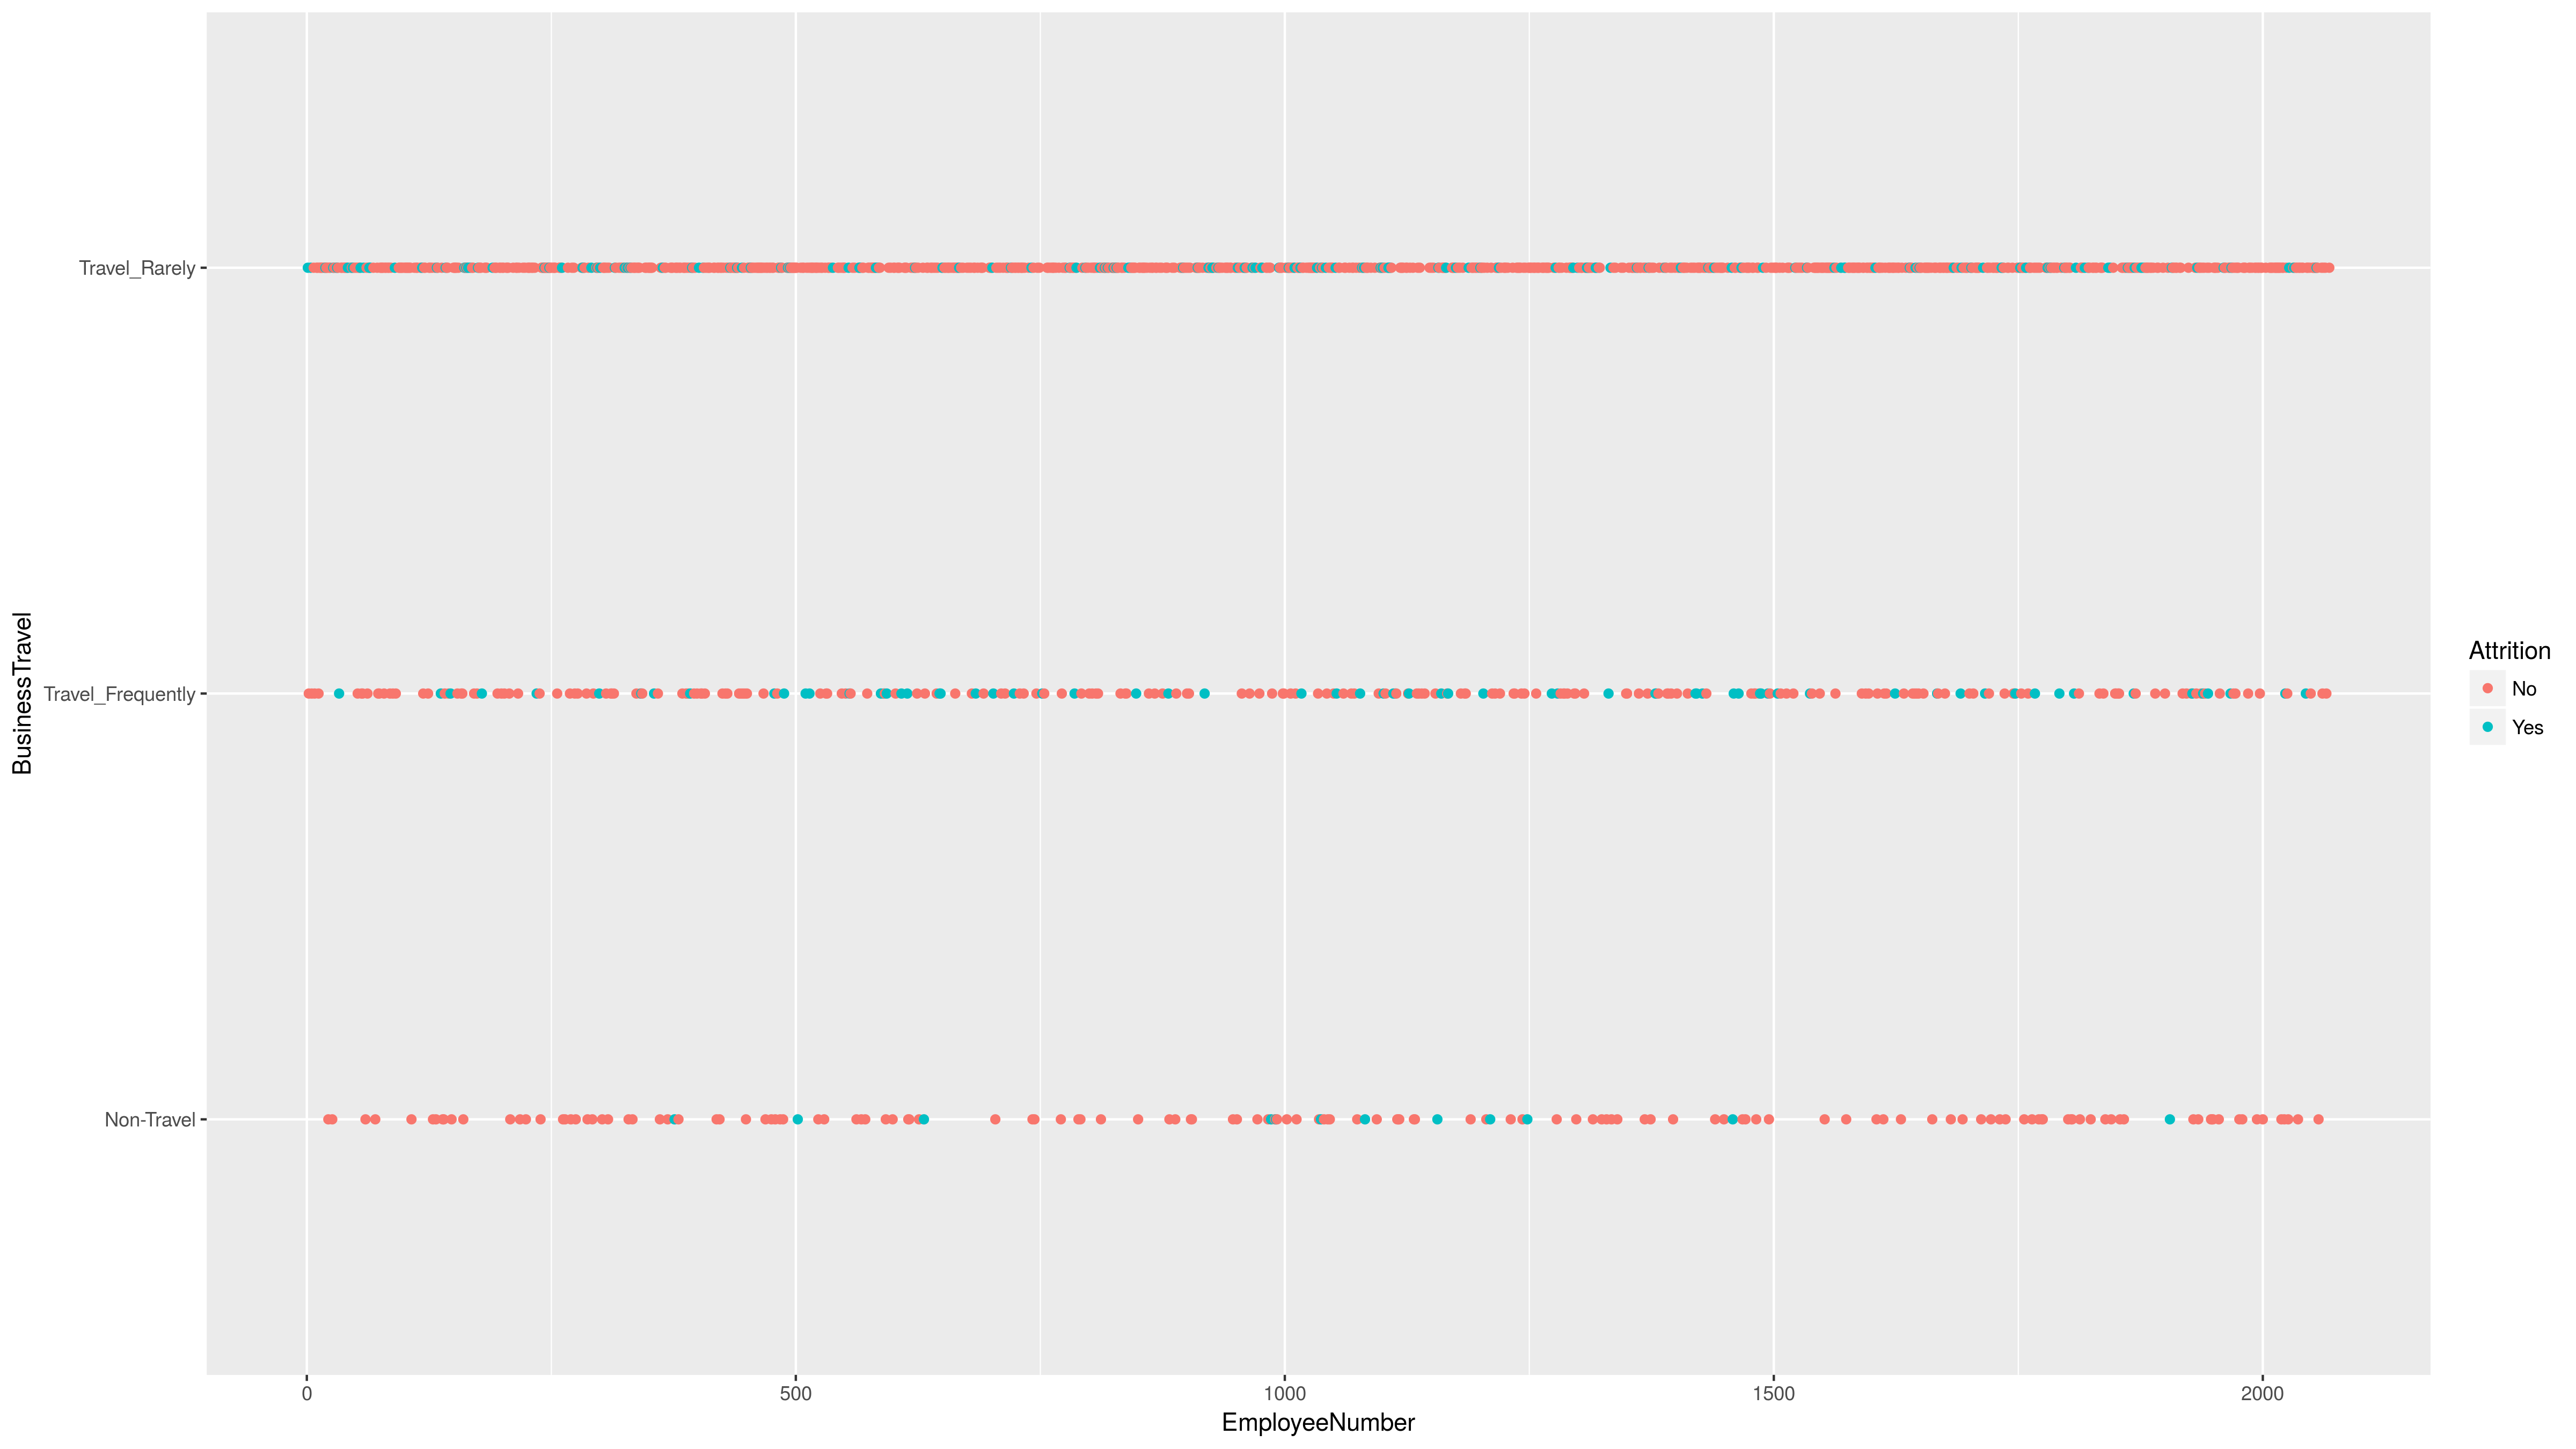 Travel_Rarely
Travel_Frequently
Non-Travel
BusinessTravel
0 500 1000 1500 2000
EmployeeNumber
Attrition
No
Yes